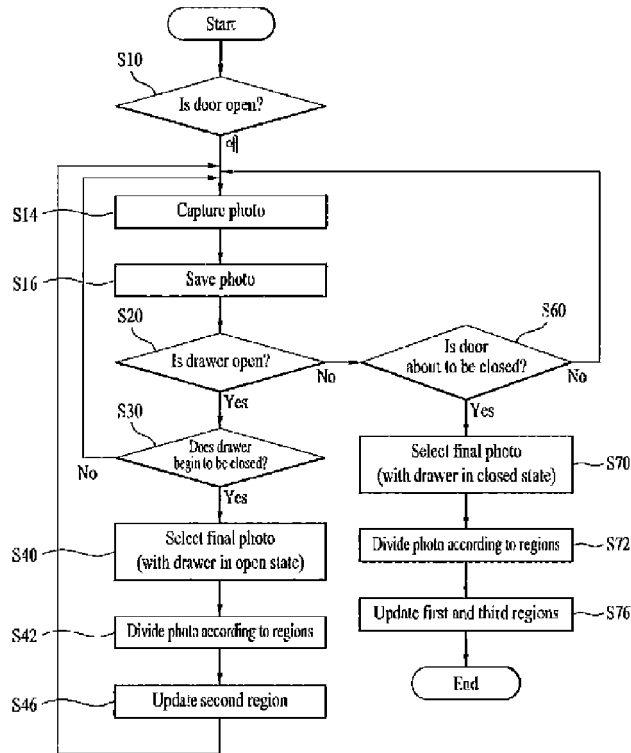 Start
S10
Is door open?
off
S14
Capture photo
S16
Save photo
S20
Is drawer open?
No
Yes
S60
Is door
about to be closed?
No
Yes
S30
Does drawer
begin to be closed?
No
Yes
S40
Select final photo
(with drawer in open state)
S42
Divide photo according to regions
S46
Update second region
S70
Select final photo
(with drawer in closed state)
S72
Divide photo according to regions
S76
Update first and third regions
End